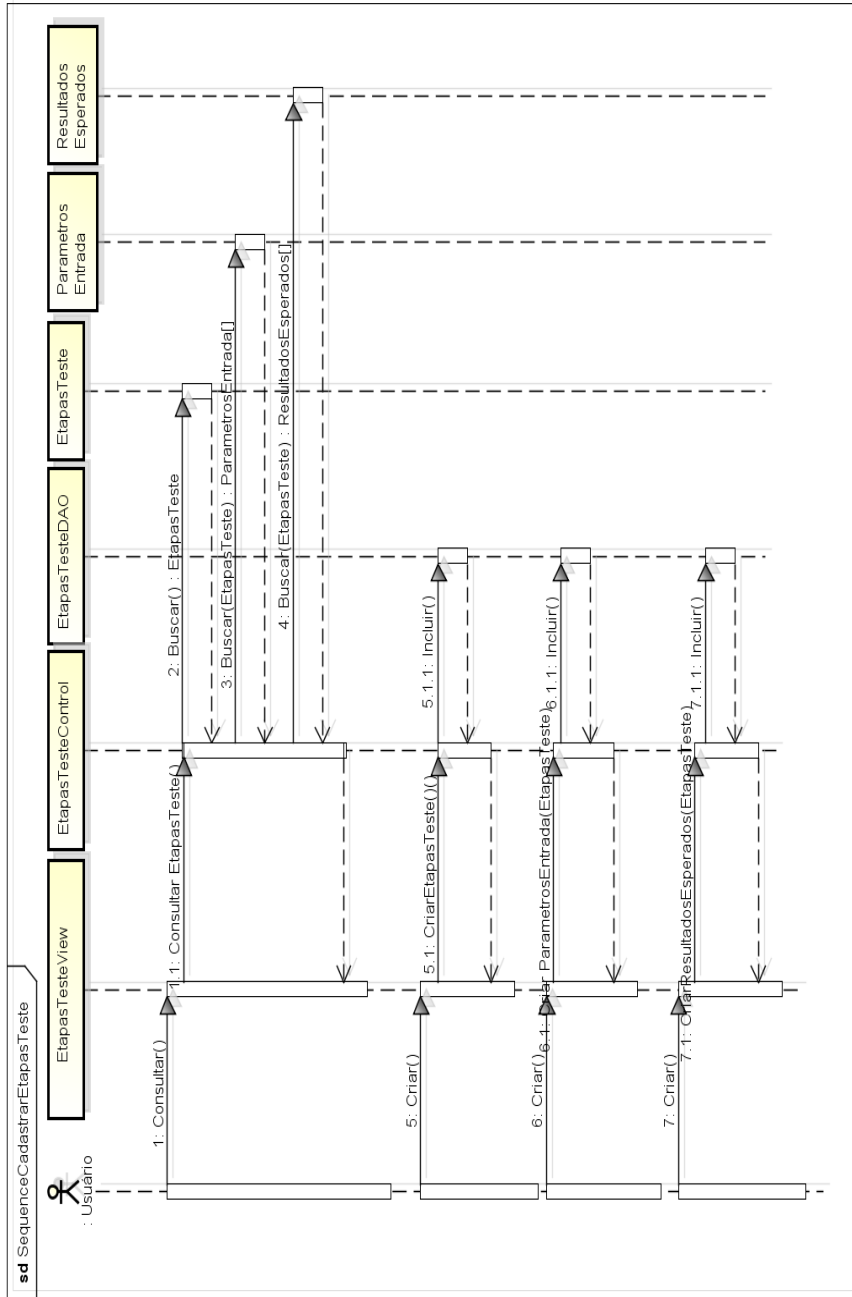 sd SequenceCadastrarEtapasTeste
: Usuário
EtapasTesteView
EtapasTesteControl
EtapasTesteDAO
EtapasTeste
Parametros
Entrada
Resultados
Esperados
1: Consultar()
1.1: Consultar EtapasTeste()
2: Buscar() : EtapasTeste
3: Buscar(EtapasTeste) : ParametrosEntrada[]
4: Buscar(EtapasTeste) : ResultadosEsperados[]
5: Criar()
5.1: CriarEtapasTeste()()
5.1.1: Incluir()
6: Criar()
6.1: Criar ParametrosEntrada(EtapasTeste)
6.1.1: Incluir()
7: Criar()
7.1: CriarResultadosEsperados(EtapasTeste)
7.1.1: Incluir()